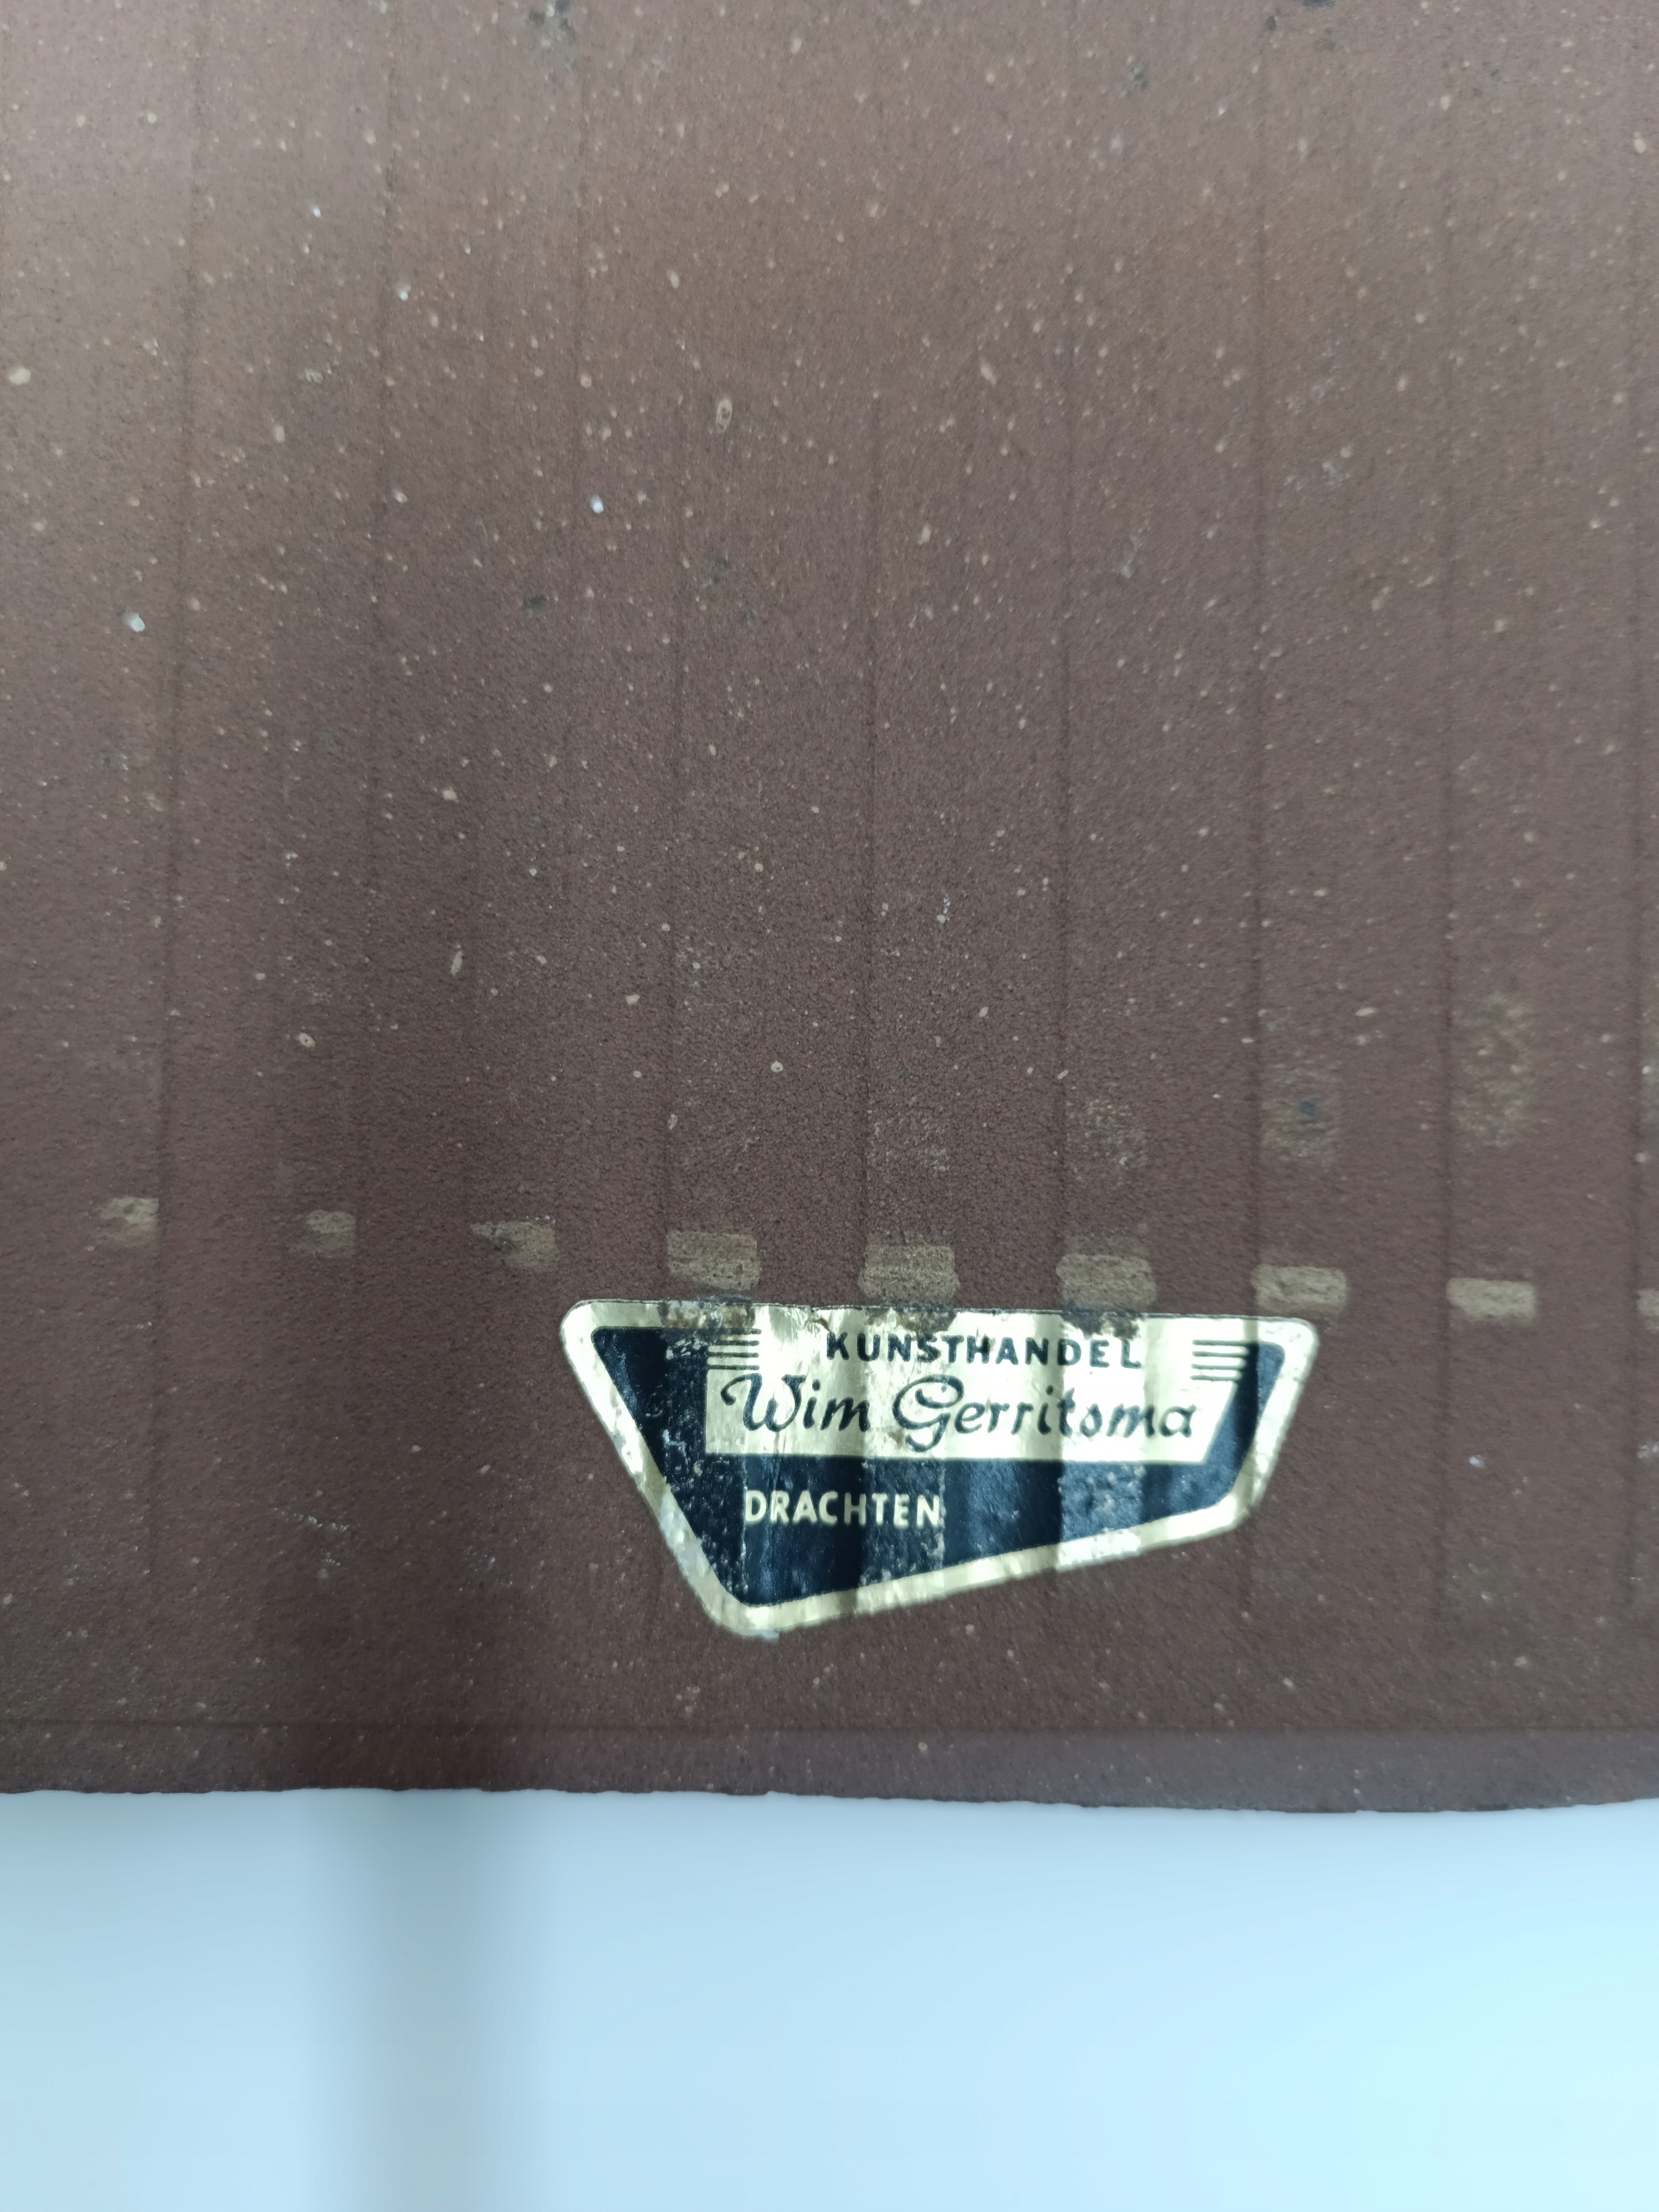 KUNSTHANDEL
Wim Gerritsma
DRACHTEN